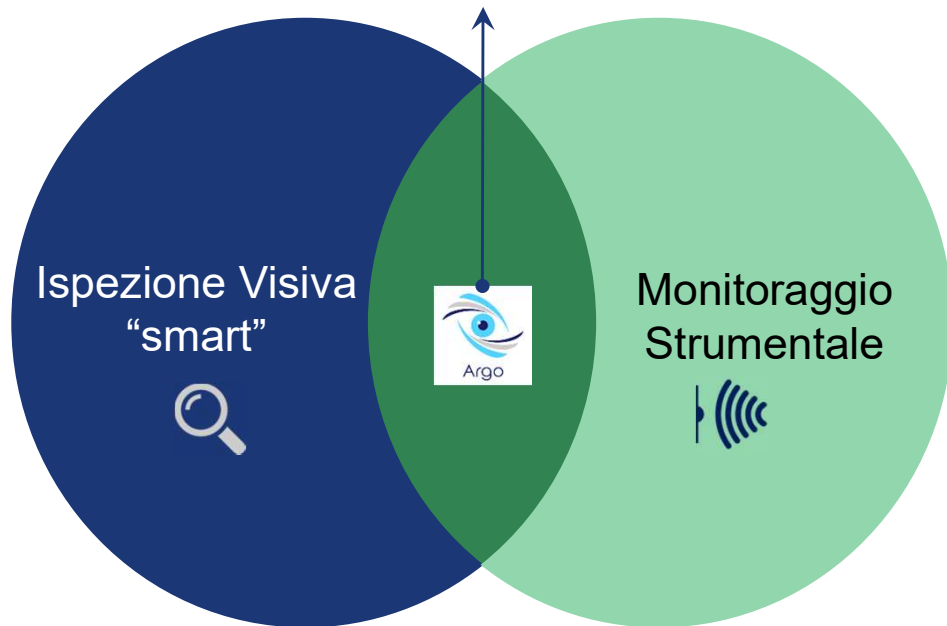 Ispezione Visiva
“smart”
Argo
Monitoraggio
Strumentale